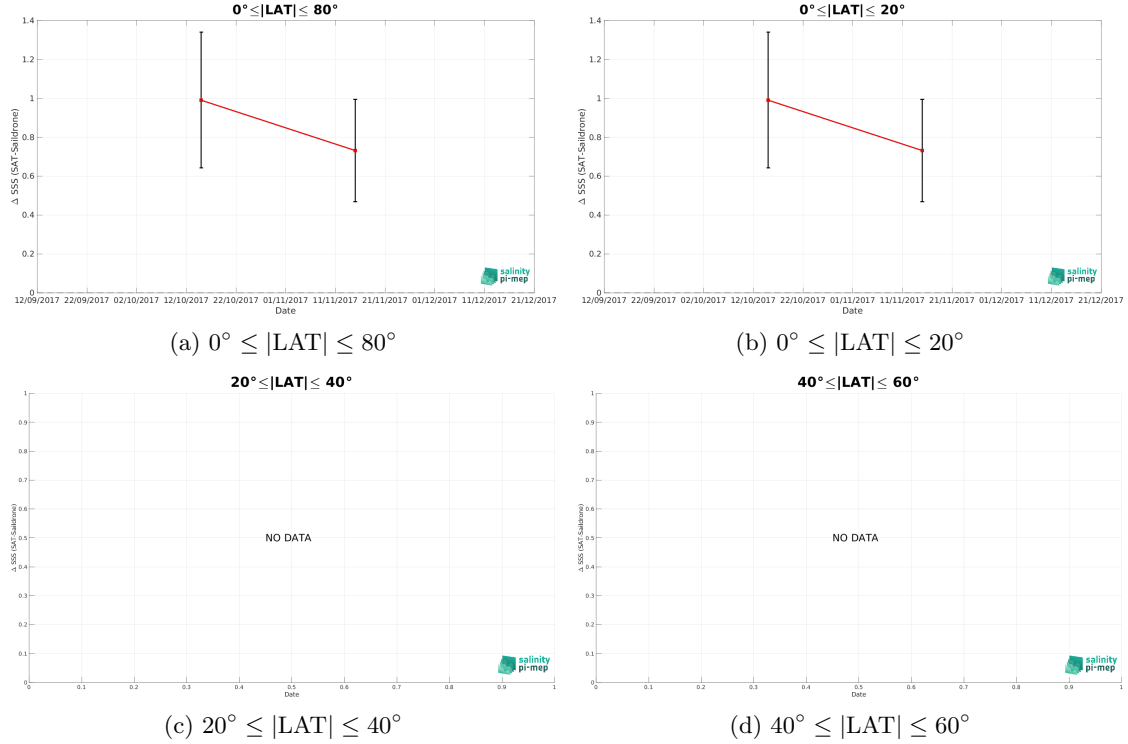 0°≤|LAT|≤ 80°
1.4
1.2
1
0.8
0.6
0.4
0.2
0
Δ SSS (SAT-Saildrone)
12/09/2017 22/09/2017 02/10/2017 12/10/2017 22/10/2017 01/11/2017 11/11/2017 21/11/2017 01/12/2017 11/12/2017 21/12/2017
Date
salinity
pi-mep
(a) 0° ≤ |LAT| ≤ 80°
0°≤|LAT|≤ 20°
1.4
1.2
1
0.8
0.6
0.4
0.2
0
Δ SSS (SAT-Saildrone)
12/09/2017 22/09/2017 02/10/2017 12/10/2017 22/10/2017 01/11/2017 11/11/2017 21/11/2017 01/12/2017 11/12/2017 21/12/2017
Date
salinity
pi-mep
(b) 0° ≤ |LAT| ≤ 20°
20°≤|LAT|≤ 40°
1
0.9
0.8
0.7
0.6
0.5
0.4
0.3
0.2
0.1
0
Δ SSS (SAT-Saildrone)
NO DATA
0 0.1 0.2 0.3 0.4 0.5 0.6 0.7 0.8 0.9 1
Date
salinity
pi-mep
(c) 20° ≤ |LAT| ≤ 40°
40°≤|LAT|≤ 60°
1
0.9
0.8
0.7
0.6
0.5
0.4
0.3
0.2
0.1
0
Δ SSS (SAT-Saildrone)
NO DATA
0 0.1 0.2 0.3 0.4 0.5 0.6 0.7 0.8 0.9 1
Date
salinity
pi-mep
(d) 40° ≤ |LAT| ≤ 60°